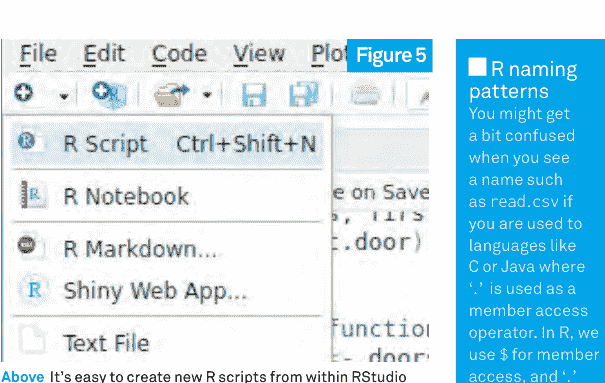 File Edit Code View Plot
Figure 5
R Script Ctrl+Shift+N
R Notebook
R Markdown...
Shiny Web App...
Text File
e on Save
t.door)
function
<- doors
Above It's easy to create new R scripts from within RStudio
R naming
patterns
You might get
a bit confused
when you see
a name such
as read.csv if
you are used to
languages like
C or Java where
‘.’ is used as a
member access
operator. In R, we
use $ for member
access, and ‘.’